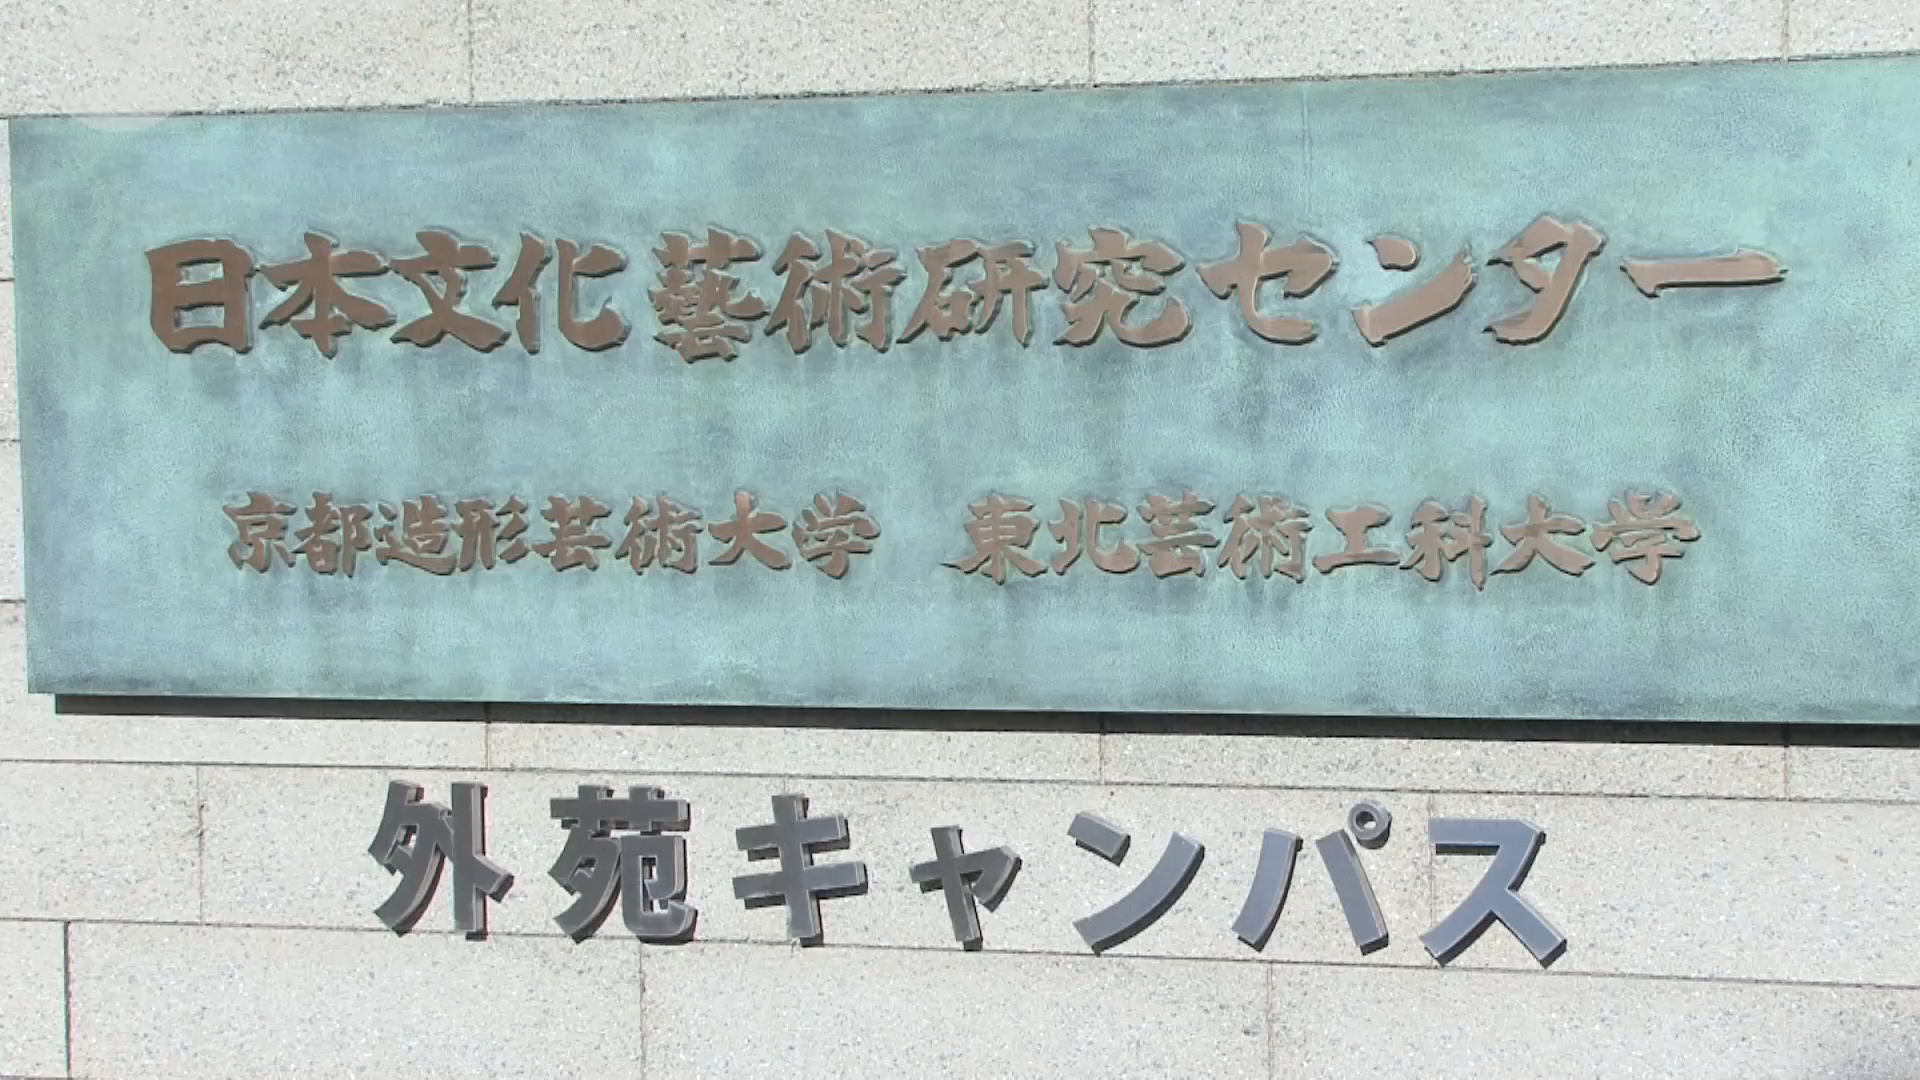 日本文化藝術研究センター
京都造形芸術大学　東北芸術工科大学
外苑キャンパス